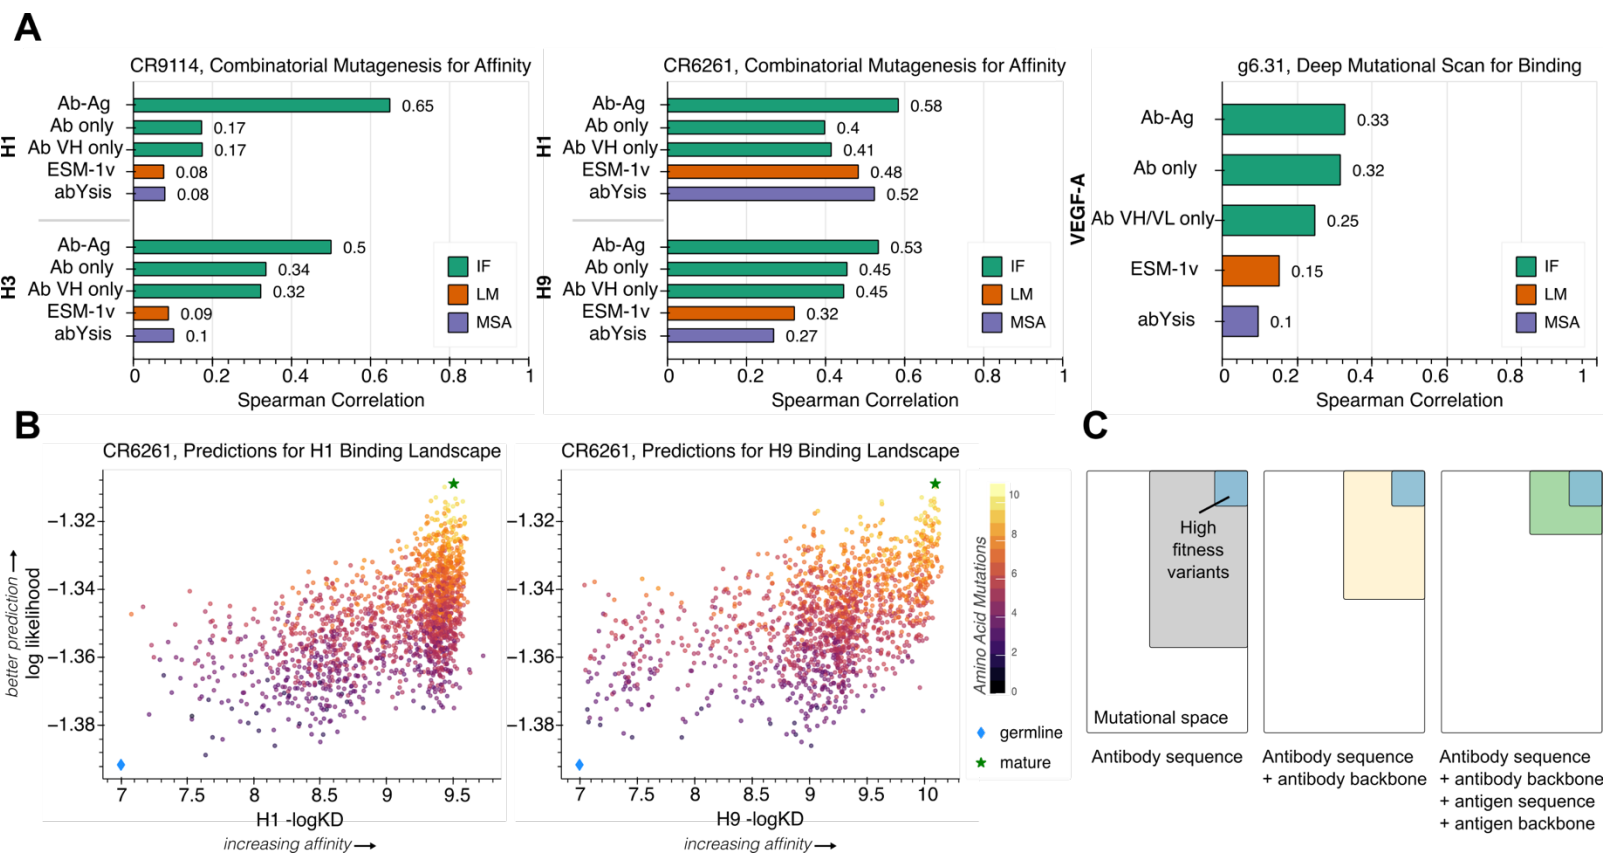 A
CR9114, Combinatorial Mutagenesis for Affinity
H1
Ab-Ag
0.65
Ab only
0.17
Ab VH only
0.17
ESM-1v
0.08
abYsis
0.08
H3
Ab-Ag
0.5
Ab only
0.34
Ab VH only
0.32
ESM-1v
0.09
abYsis
0.1
IF
LM
MSA
0 0.2 0.4 0.6 0.8 1
Spearman Correlation
CR6261, Combinatorial Mutagenesis for Affinity
H1
Ab-Ag
0.58
Ab only
0.4
Ab VH only
0.41
ESM-1v
0.48
abYsis
0.52
H9
Ab-Ag
0.53
Ab only
0.45
Ab VH only
0.45
ESM-1v
0.32
abYsis
0.27
IF
LM
MSA
0 0.2 0.4 0.6 0.8 1
Spearman Correlation
g6.31, Deep Mutational Scan for Binding
VEGF-A
Ab-Ag
0.33
Ab only
0.32
Ab VH/VL only
0.25
ESM-1v
0.15
abYsis
0.1
IF
LM
MSA
0 0.2 0.4 0.6 0.8 1
Spearman Correlation
B
CR6261, Predictions for H1 Binding Landscape
better prediction
log likelihood
−1.32
−1.34
−1.36
−1.38
7 7.5 8 8.5 9 9.5
H1 -logKD
increasing affinity
CR6261, Predictions for H9 Binding Landscape
−1.32
−1.34
−1.36
−1.38
7 7.5 8 8.5 9 9.5 10
H9 -logKD
increasing affinity
Amino Acid Mutations
10
8
6
4
2
0
germline
mature
C
High
fitness
variants
Mutational space
Antibody sequence
Antibody sequence
+ antibody backbone
Antibody sequence
+ antibody backbone
+ antigen sequence
+ antigen backbone